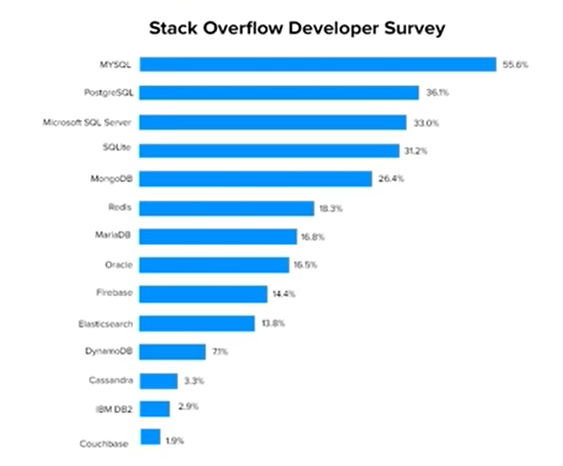 Stack Overflow Developer Survey
MYSQL 55.6%
PostgreSQL 36.1%
Microsoft SQL Server 33.0%
SQLite 31.2%
MongoDB 26.4%
Redis 18.3%
MariaDB 16.8%
Oracle 16.5%
Firebase 14.4%
Elasticsearch 13.8%
DynamoDB 7.1%
Cassandra 3.3%
IBM DB2 2.9%
Couchbase 1.9%